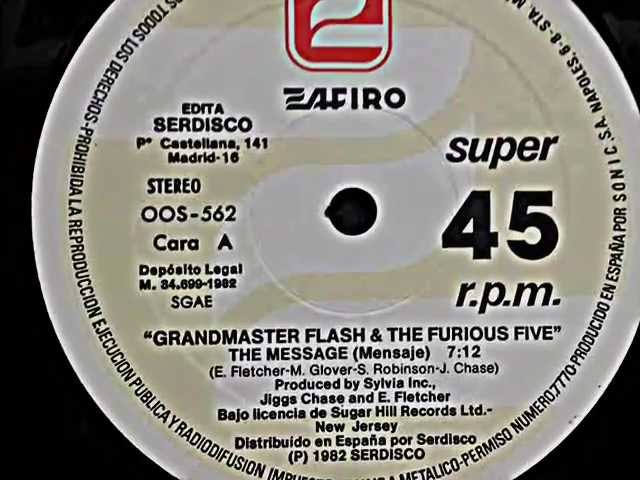 ZAFIRO
EDITA
SERDISCO
Pº Castellana, 141
Madrid-16
STEREO
OOS-562
Cara A
Depósito Legal
M. 34.699-1982
SGAE
super
45
r.p.m.
"GRANDMASTER FLASH & THE FURIOUS FIVE"
THE MESSAGE (Mensaje) 7:12
(E. Fletcher-M. Glover-S. Robinson-J. Chase)
Produced by Sylvia Inc.,
Jiggs Chase and E. Fletcher
Bajo licencia de Sugar Hill Records Ltd.-
New Jersey
Distribuído en España por Serdisco
(P) 1982 SERDISCO
TODOS LOS DERECHOS-PROHIBIDA LA REPRODUCCION EJECUCION PUBLICA Y RADIODIFUSION
METALICO-PERMISO NUMERO.7770-PRODUCIDO EN ESPAÑA POR SONIC, S.A. NAPOLES, 6-8-STA.